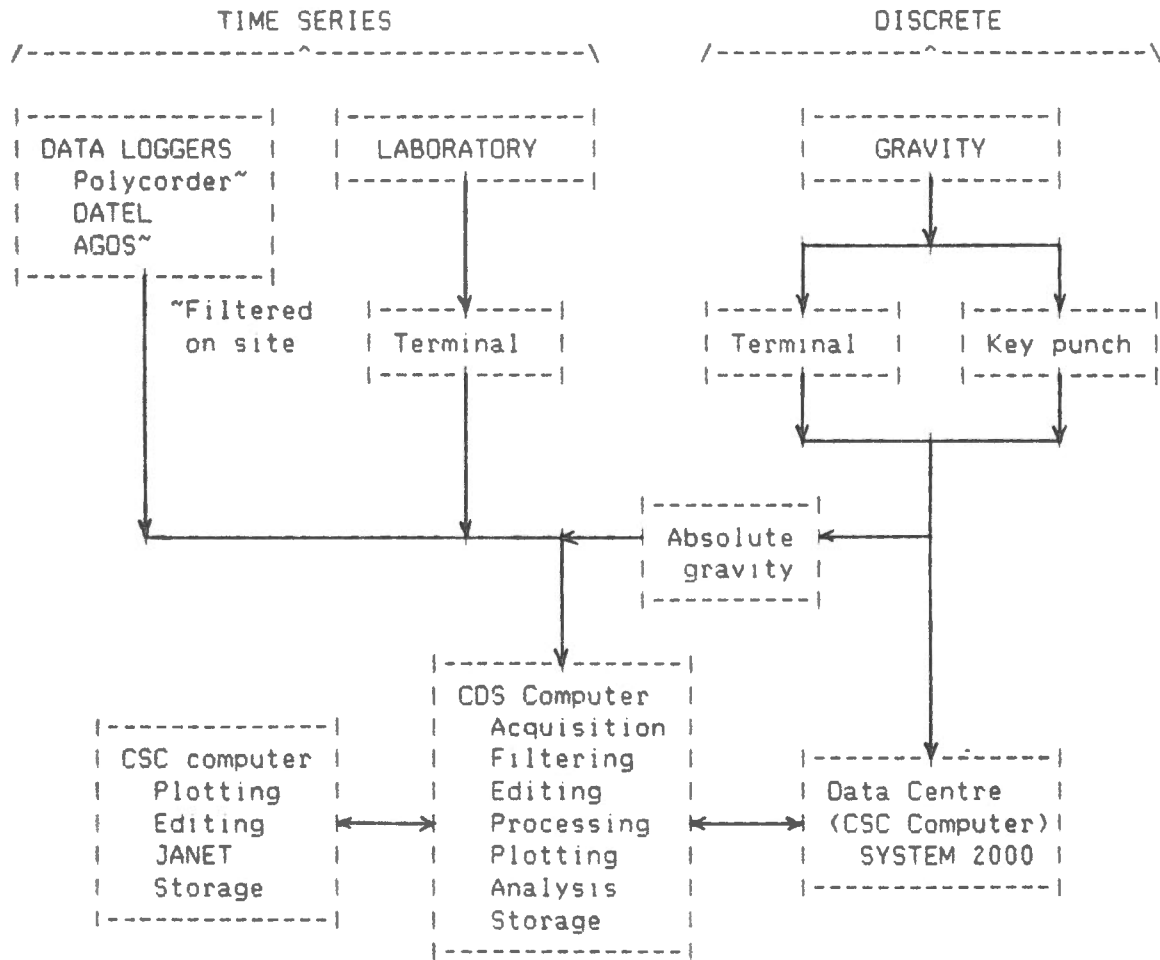 TIME SERIES
DISCRETE
DATA LOGGERS
Polycorder~
DATEL
AGOS~
LABORATORY
GRAVITY
~Filtered
on site
Terminal
Terminal
Key punch
Absolute
gravity
CDS Computer
Acquisition
Filtering
Editing
Processing
Plotting
Analysis
Storage
CSC computer
Plotting
Editing
JANET
Storage
Data Centre
(CSC Computer)
SYSTEM 2000